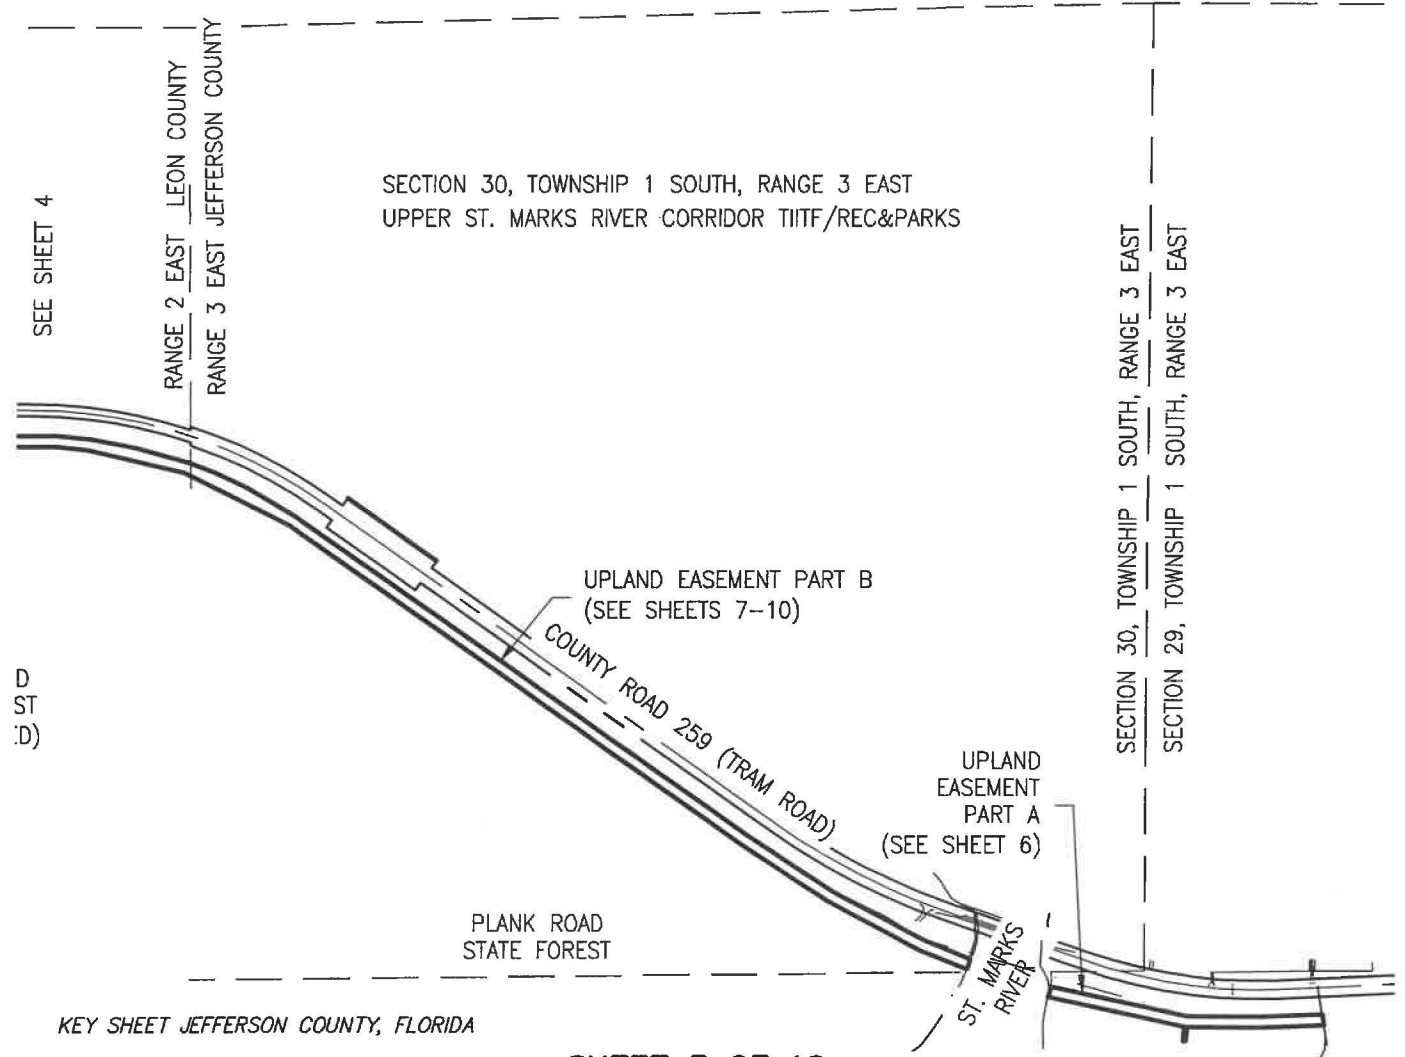 RANGE 2 EAST LEON COUNTY
RANGE 3 EAST JEFFERSON COUNTY
SEE SHEET 4
SECTION 30, TOWNSHIP 1 SOUTH, RANGE 3 EAST
UPPER ST. MARKS RIVER CORRIDOR TIITF/REC&PARKS
SECTION 30, TOWNSHIP 1 SOUTH, RANGE 3 EAST
SECTION 29, TOWNSHIP 1 SOUTH, RANGE 3 EAST
UPLAND EASEMENT PART B
(SEE SHEETS 7-10)
COUNTY ROAD 259 (TRAM ROAD)
D
ST
D)
UPLAND
EASEMENT
PART A
(SEE SHEET 6)
PLANK ROAD
STATE FOREST
ST. MARKS
RIVER
KEY SHEET JEFFERSON COUNTY, FLORIDA